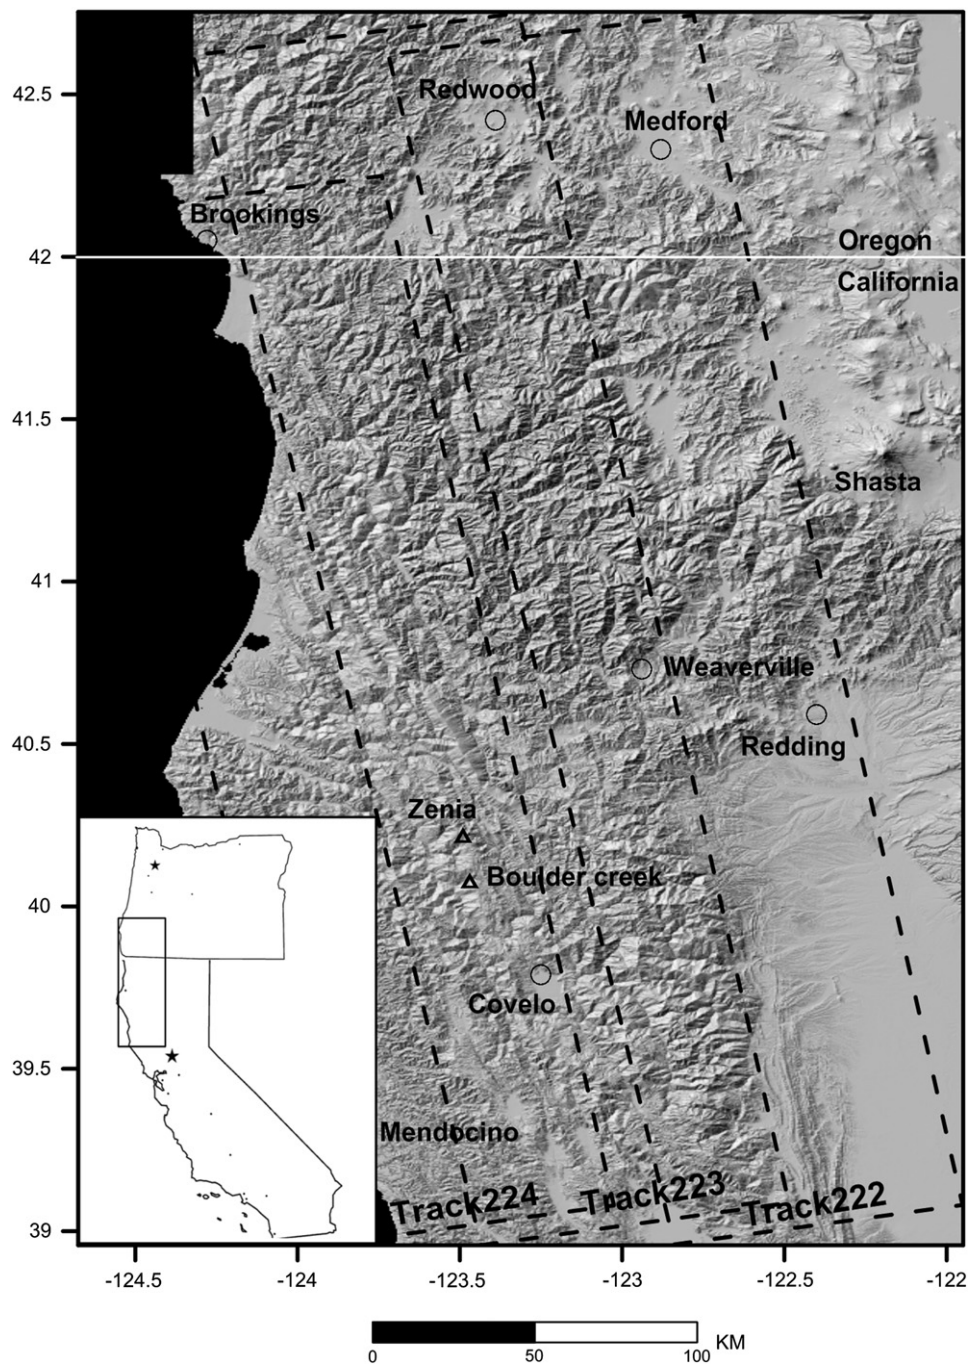 42.5
Redwood
Medford
Brookings
Oregon
42
California
41.5
Shasta
41
Weaverville
40.5
Redding
Zenia
Boulder creek
40
Covelo
39.5
Mendocino
Track224
Track223
Track222
39
-124.5
-124
-123.5
-123
-122.5
-122
KM
0
50
100